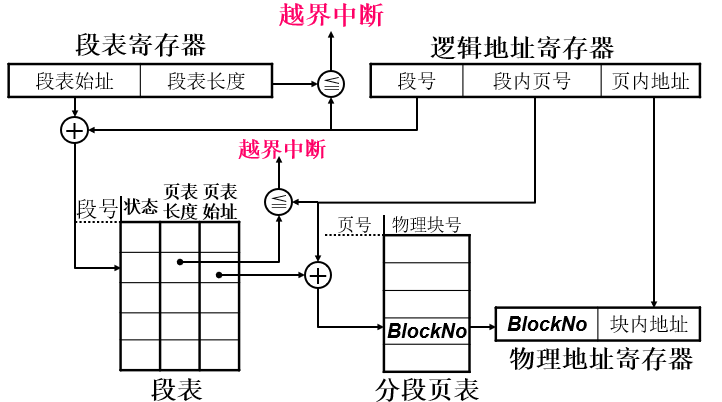 越界中断
段表寄存器
逻辑地址寄存器
段表始址 段表长度
≦
段号 段内页号 页内地址
+
越界中断
段号 状态 页表长度 页表始址
≦
页号 物理块号
+
BlockNo
BlockNo 块内地址
物理地址寄存器
段表
分段页表